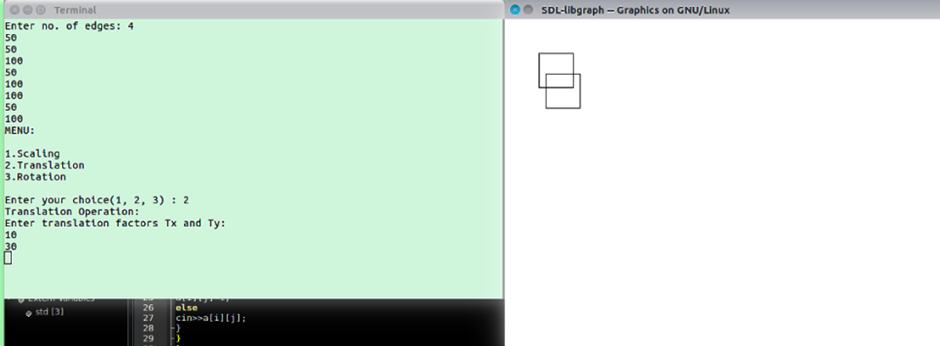 Terminal
Enter no. of edges: 4
50
50
100
50
100
100
50
100
MENU:
1.Scaling
2.Translation
3.Rotation
Enter your choice(1, 2, 3) : 2
Translation Operation:
Enter translation factors Tx and Ty:
10
30
SDL-libgraph -- Graphics on GNU/Linux
std [3]
26 else
27 cin>>a[i][j];
28 }
29 }